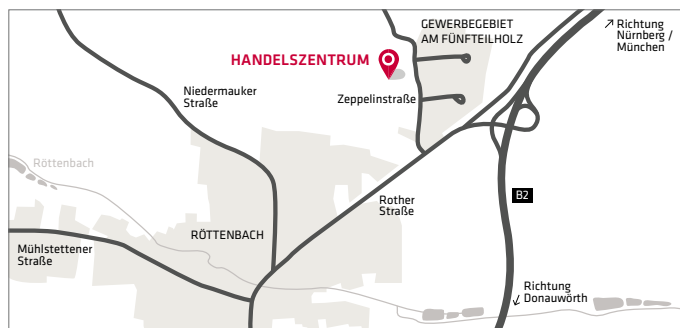 GEWERBEGEBIET
AM FÜNFTEILHOLZ
Richtung
Nürnberg /
München
HANDELSZENTRUM
Niedermauker
Straße
Zeppelinstraße
Röttenbach
Rother
Straße
B2
RÖTTENBACH
Mühlstettener
Straße
Richtung
Donauwörth